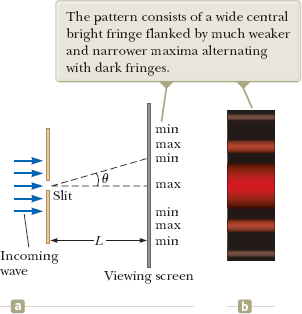 The pattern consists of a wide central
bright fringe flanked by much weaker
and narrower maxima alternating
with dark fringes.
min
max
min
θ
max
Slit
min
max
L
min
Incoming
wave
Viewing screen
a
b